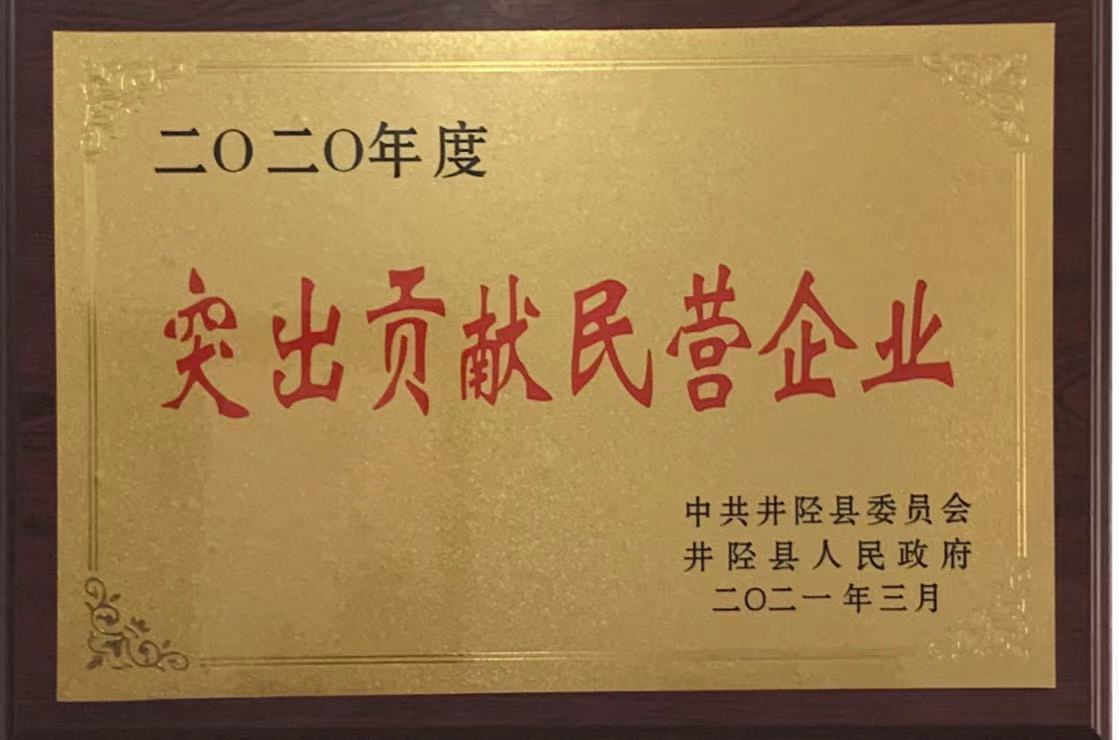 二〇二〇年度
突出贡献民营企业
中共井陉县委员会
井陉县人民政府
二〇二一年三月